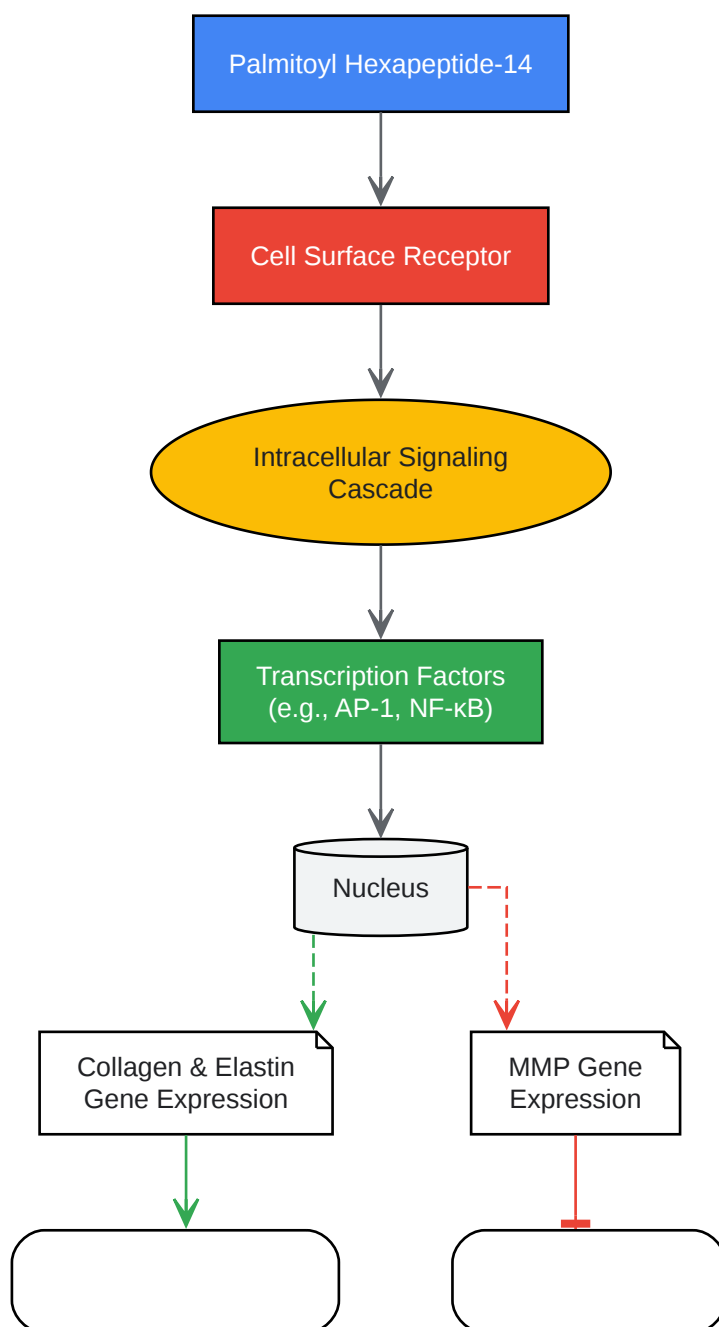 Palmitoyl Hexapeptide-14
Cell Surface Receptor
Intracellular Signaling
Cascade
Transcription Factors
(e.g., AP-1, NF-κB)
Nucleus
Collagen & Elastin
Gene Expression
MMP Gene
Expression